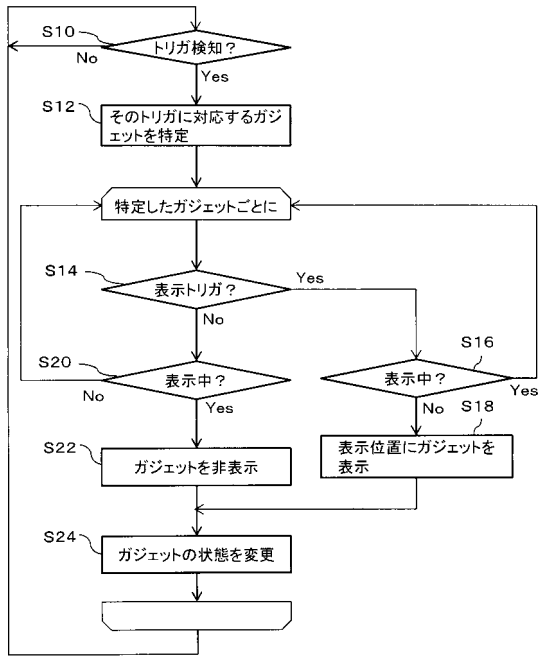 S10
トリガ検知？
No
Yes
S12
そのトリガに対応するガジ
ェットを特定
特定したガジェットごとに
S14
表示トリガ？
Yes
No
S20
表示中？
No
Yes
S16
表示中？
Yes
No
S18
表示位置にガジェットを
表示
S22
ガジェットを非表示
S24
ガジェットの状態を変更